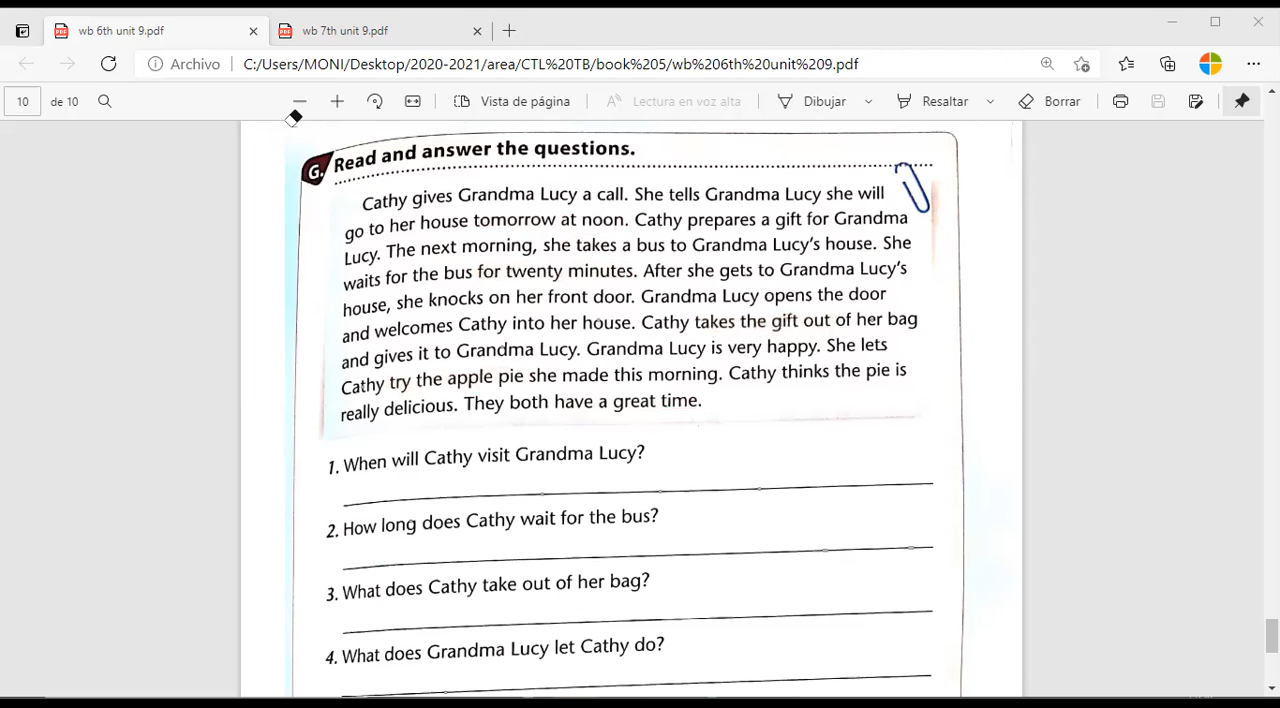 wb 6th unit 9.pdf
wb 7th unit 9.pdf
Archivo C:/Users/MONI/Desktop/2020-2021/area/CTL%20TB/book%205/wb%206th%20unit%209.pdf
10 de 10 Vista de página Lectura en voz alta Dibujar Resaltar Borrar
G. Read and answer the questions.
Cathy gives Grandma Lucy a call. She tells Grandma Lucy she will
go to her house tomorrow at noon. Cathy prepares a gift for Grandma
Lucy. The next morning, she takes a bus to Grandma Lucy's house. She
waits for the bus for twenty minutes. After she gets to Grandma Lucy's
house, she knocks on her front door. Grandma Lucy opens the door
and welcomes Cathy into her house. Cathy takes the gift out of her bag
and gives it to Grandma Lucy. Grandma Lucy is very happy. She lets
Cathy try the apple pie she made this morning. Cathy thinks the pie is
really delicious. They both have a great time.
1. When will Cathy visit Grandma Lucy?
2. How long does Cathy wait for the bus?
3. What does Cathy take out of her bag?
4. What does Grandma Lucy let Cathy do?